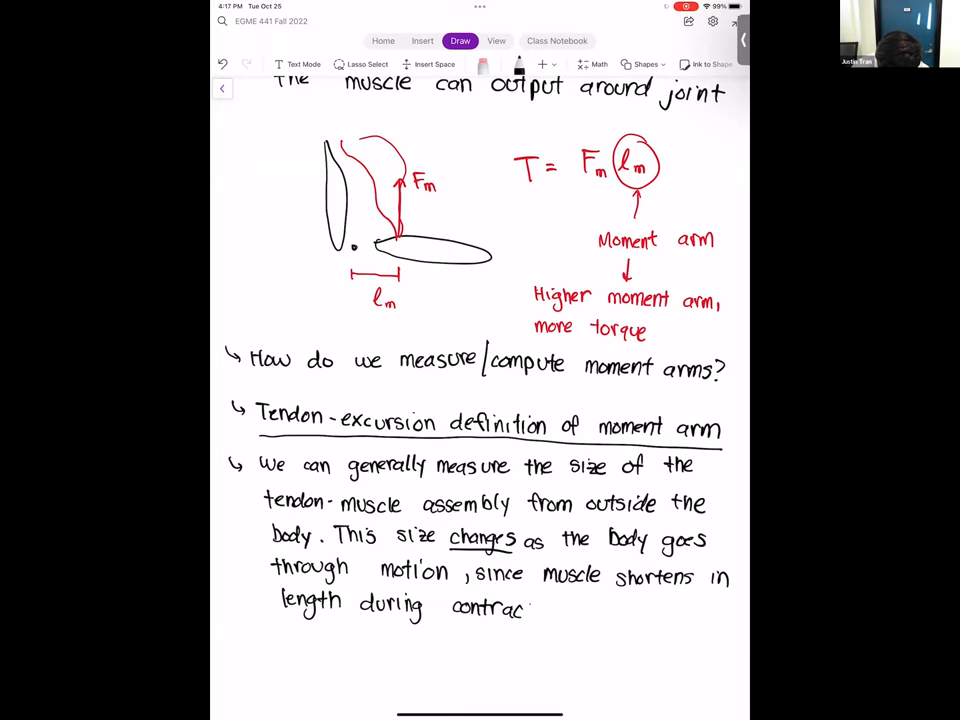 4:17 PM Tue Oct 25
99%
EGME 441 Fall 2022
Home Insert Draw View Class Notebook
Text Mode Lasso Select Insert Space Math Shapes Ink to Shape
The muscle can output around joint
Fm
T = Fm lm
Moment arm
lm
Higher moment arm,
more torque
How do we measure/compute moment arms?
Tendon-excursion definition of moment arm
We can generally measure the size of the
tendon-muscle assembly from outside the
body. This size changes as the body goes
through motion, since muscle shortens in
length during contrac
Justin Tran